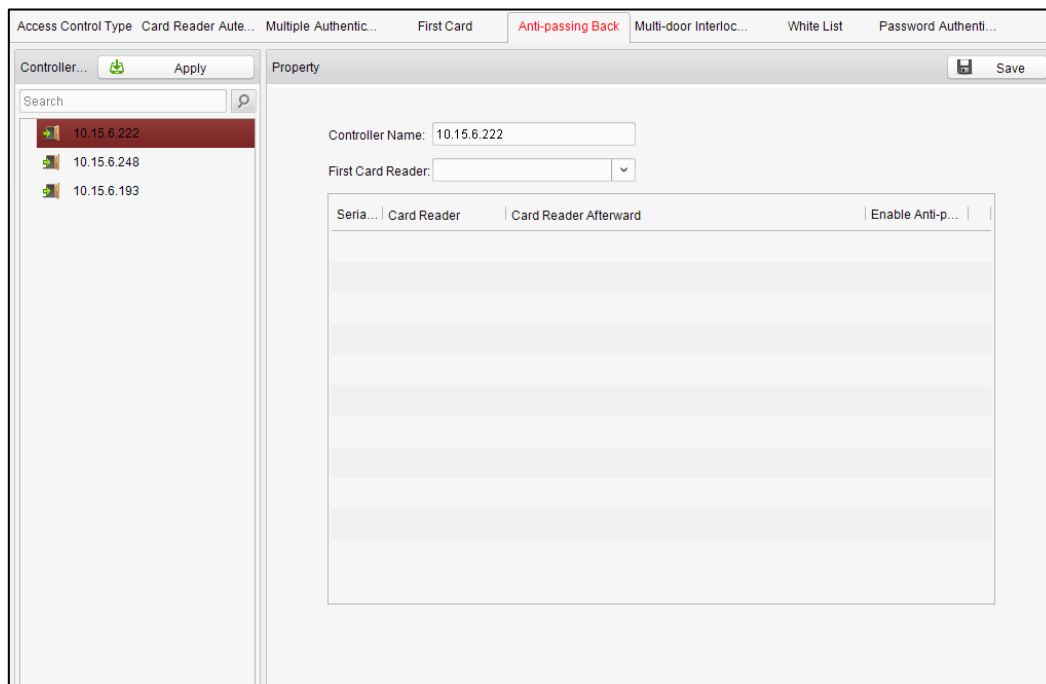 Access Control Type Card Reader Aute... Multiple Authentic... First Card Anti-passing Back Multi-door Interloc... White List Password Authenti...
Controller... Apply Property Save
Search
10.15.6.222
10.15.6.248
10.15.6.193
Controller Name: 10.15.6.222
First Card Reader:
Seria... Card Reader Card Reader Afterward Enable Anti-p...